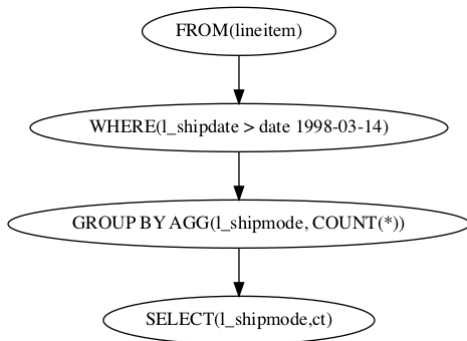 FROM(lineitem)
WHERE(l_shipdate > date 1998-03-14)
GROUP BY AGG(l_shipmode, COUNT(*))
SELECT(l_shipmode,ct)